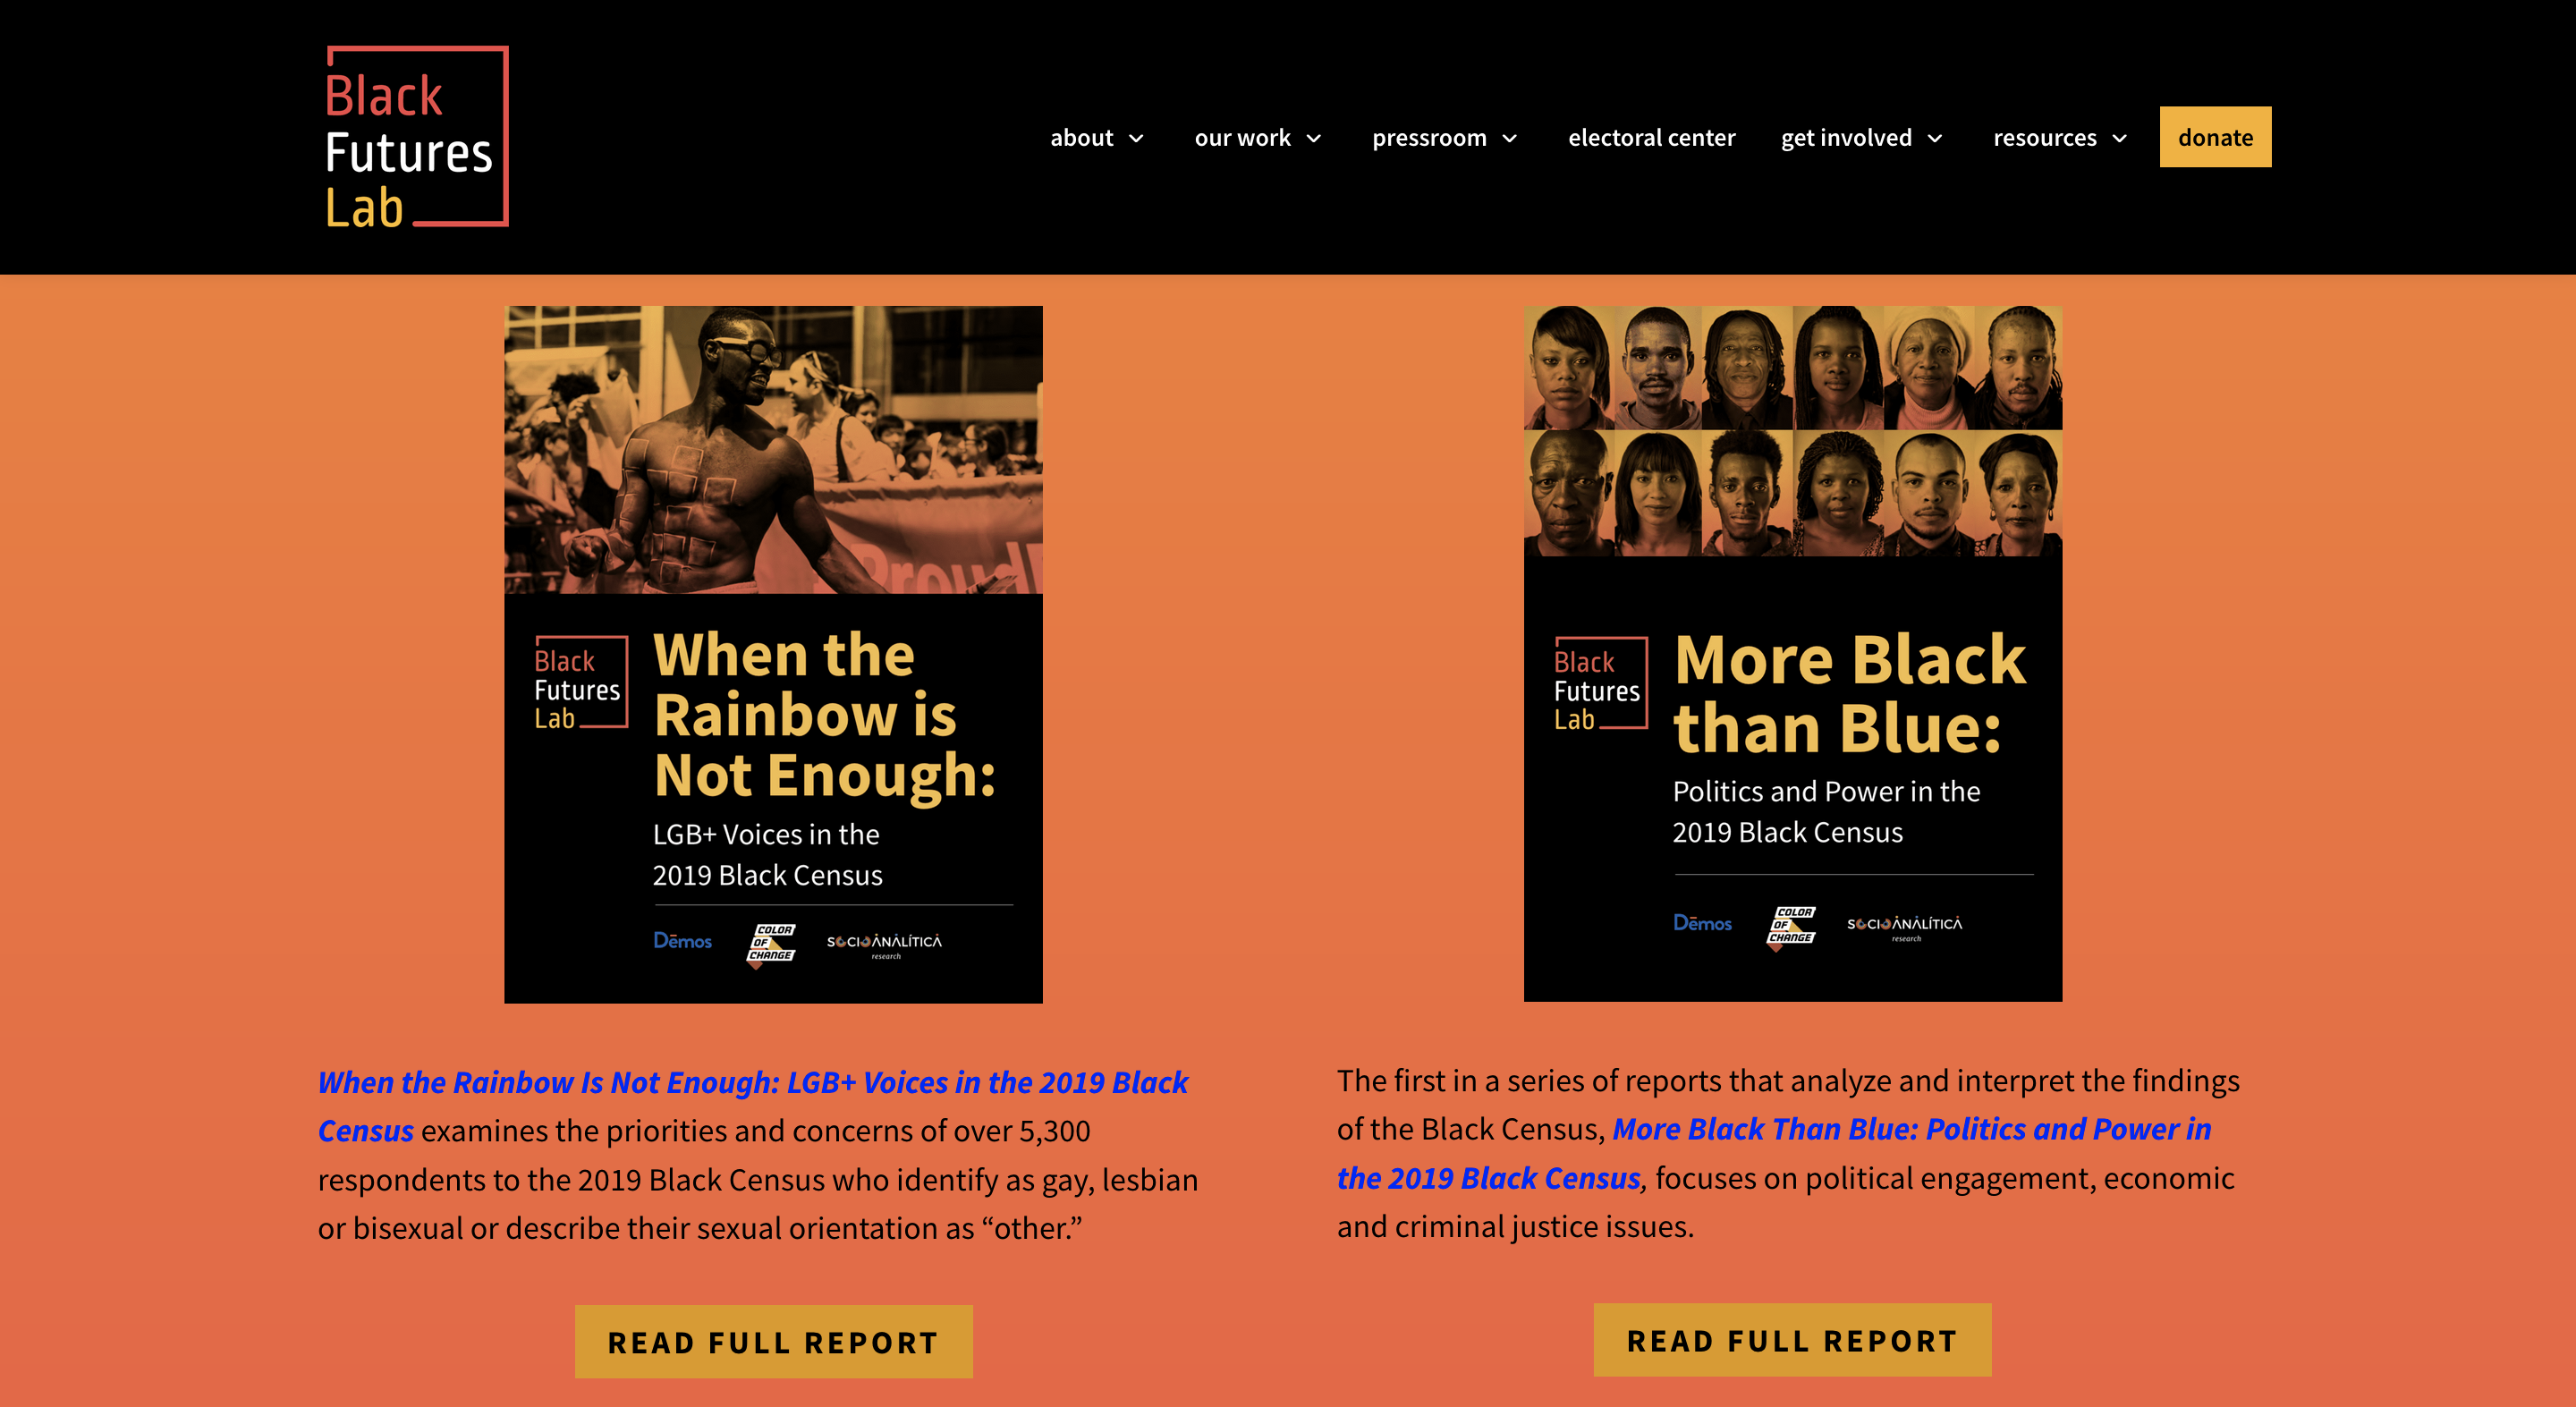 Black
Futures
Lab
about
our work
pressroom
electoral center
get involved
resources
donate
Proud
Black
Futures
Lab
When the
Rainbow is
Not Enough:
LGB+ Voices in the
2019 Black Census
Dēmos
COLOR
OF
CHANGE
SOCIOANALÍTICA
research
When the Rainbow Is Not Enough: LGB+ Voices in the 2019 Black
Census examines the priorities and concerns of over 5,300
respondents to the 2019 Black Census who identify as gay, lesbian
or bisexual or describe their sexual orientation as “other.”
READ FULL REPORT
Black
Futures
Lab
More Black
than Blue:
Politics and Power in the
2019 Black Census
Dēmos
COLOR
OF
CHANGE
SOCIOANALÍTICA
research
The first in a series of reports that analyze and interpret the findings
of the Black Census, More Black Than Blue: Politics and Power in
the 2019 Black Census, focuses on political engagement, economic
and criminal justice issues.
READ FULL REPORT